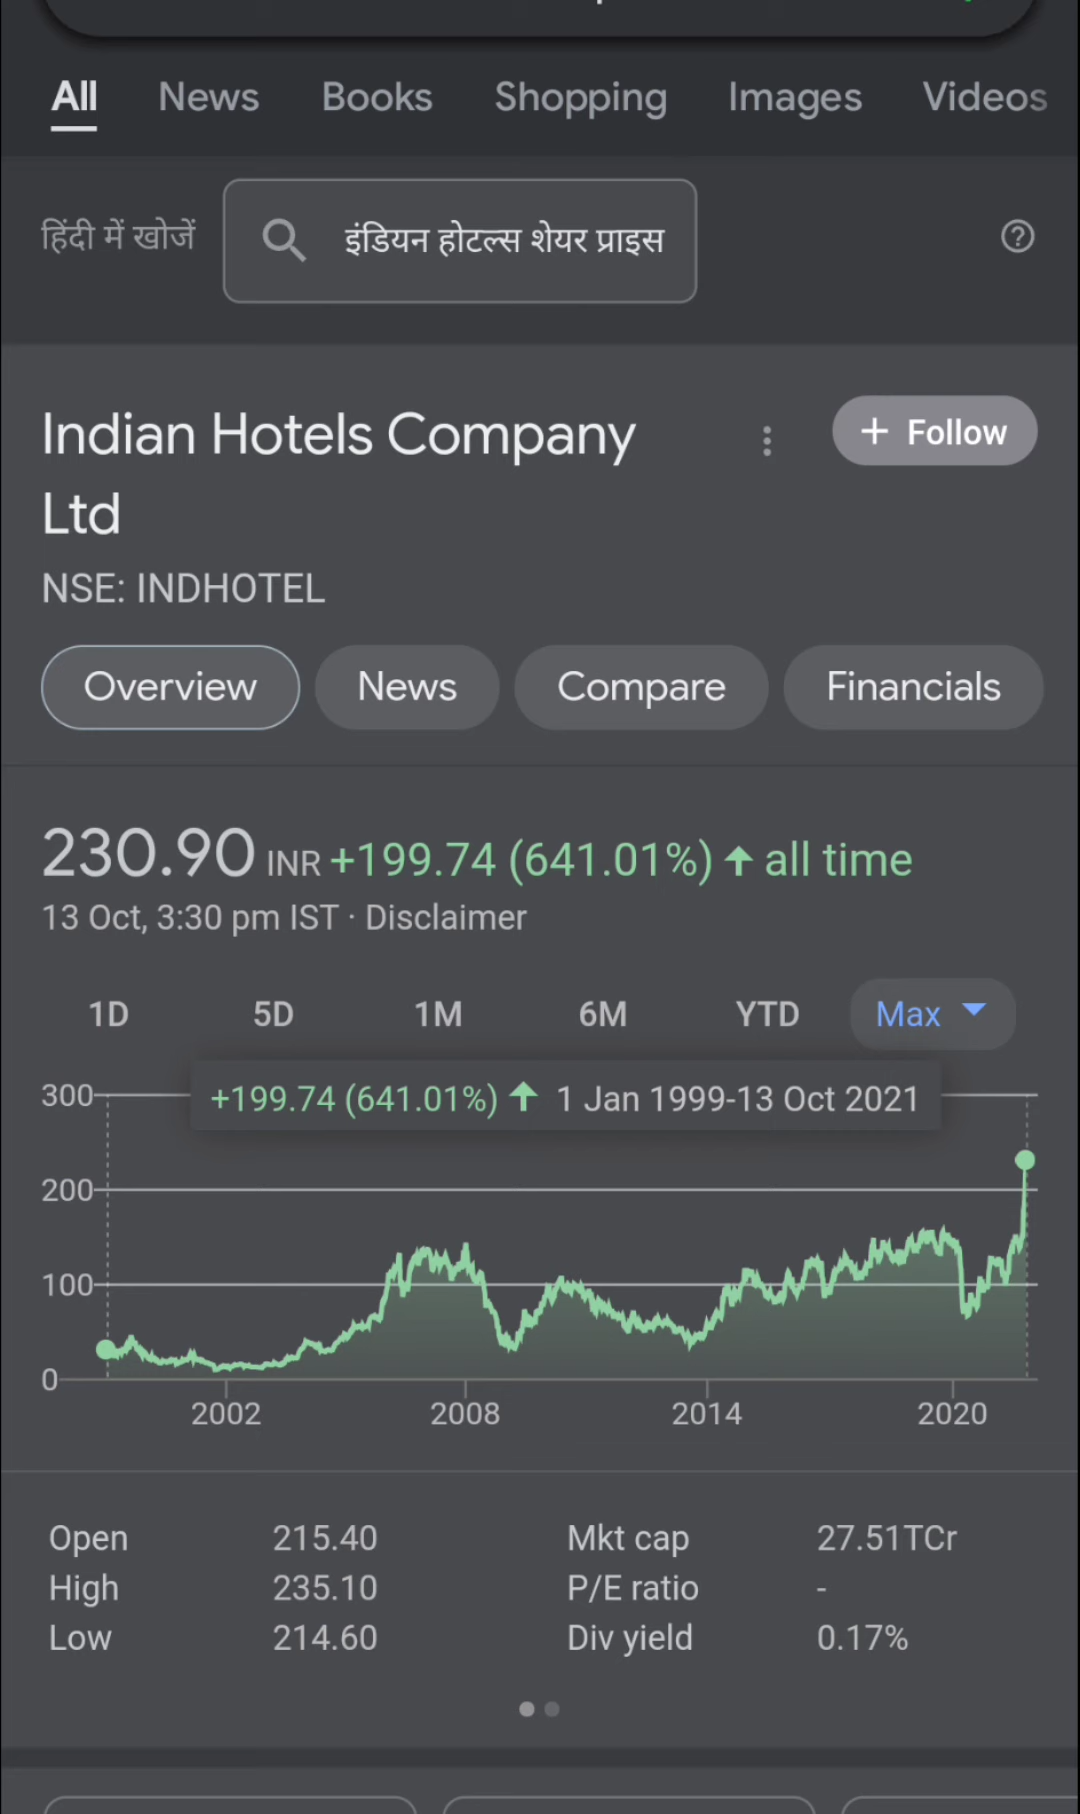 All News Books Shopping Images Videos
हिंदी में खोजें इंडियन होटल्स शेयर प्राइस
Indian Hotels Company
Ltd
+ Follow
NSE: INDHOTEL
Overview News Compare Financials
230.90 INR +199.74 (641.01%) ↑ all time
13 Oct, 3:30 pm IST · Disclaimer
1D 5D 1M 6M YTD Max
+199.74 (641.01%) ↑ 1 Jan 1999-13 Oct 2021
300
200
100
0
2002 2008 2014 2020
Open 215.40 Mkt cap 27.51TCr
High 235.10 P/E ratio -
Low 214.60 Div yield 0.17%